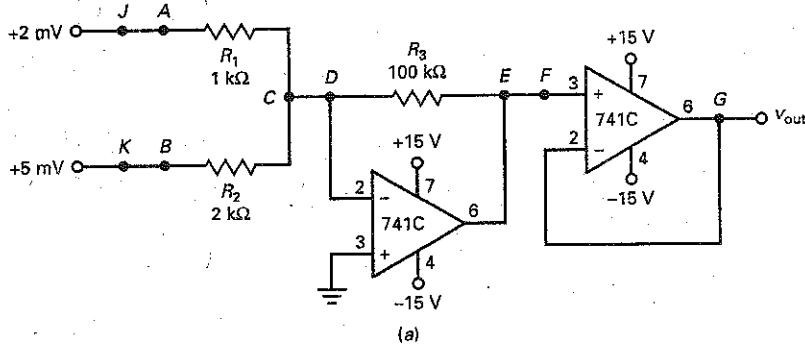 J A
+2 mV
R1
1 kΩ
C D
R3
100 kΩ
E F
+15 V
7
3
+
741C
6 G
vout
2
−
4
−15 V
K B
+5 mV
R2
2 kΩ
+15 V
7
2
−
741C
6
3
+
4
−15 V
(a)